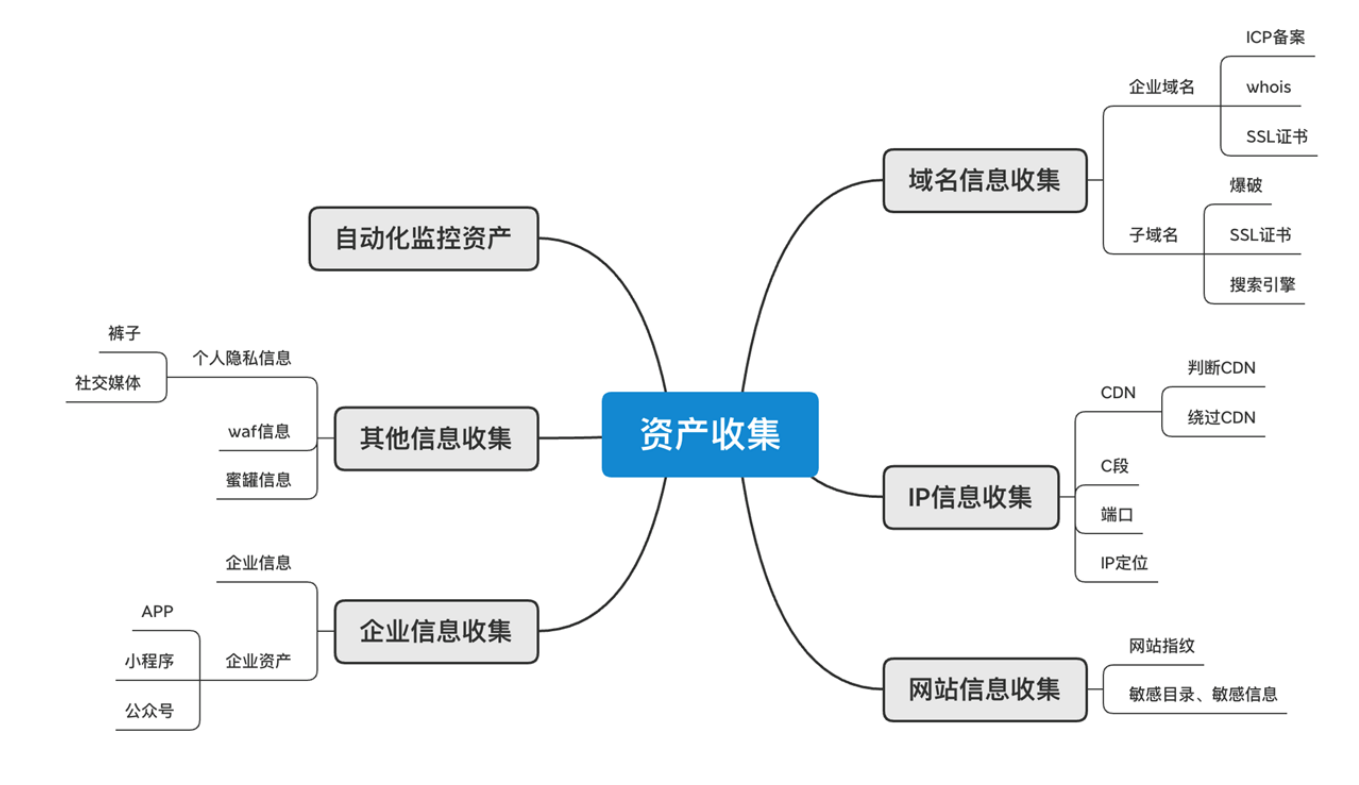 资产收集
域名信息收集
企业域名
ICP备案
whois
SSL证书
子域名
爆破
SSL证书
搜索引擎
IP信息收集
CDN
判断CDN
绕过CDN
C段
端口
IP定位
网站信息收集
网站指纹
敏感目录、敏感信息
自动化监控资产
其他信息收集
个人隐私信息
裤子
社交媒体
waf信息
蜜罐信息
企业信息收集
企业信息
企业资产
APP
小程序
公众号